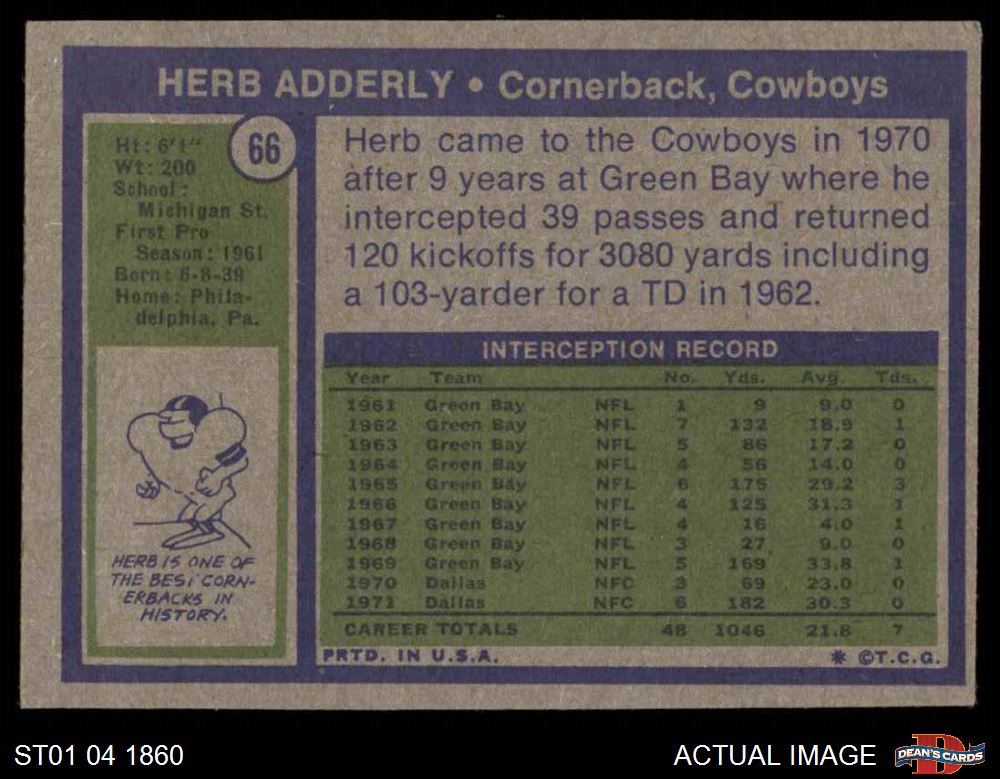 HERB ADDERLY • Cornerback, Cowboys
66
Ht: 6'1"
Wt: 200
School:
Michigan St.
First Pro
Season: 1961
Born: 6-8-39
Home: Phila-
delphia, Pa.
HERB IS ONE OF
THE BEST CORN-
ERBACKS IN
HISTORY.
Herb came to the Cowboys in 1970
after 9 years at Green Bay where he
intercepted 39 passes and returned
120 kickoffs for 3080 yards including
a 103-yarder for a TD in 1962.
INTERCEPTION RECORD
Year Team No. Yds. Avg. Tds.
1961 Green Bay NFL 1 9 9.0 0
1962 Green Bay NFL 7 132 18.9 1
1963 Green Bay NFL 5 86 17.2 0
1964 Green Bay NFL 4 56 14.0 0
1965 Green Bay NFL 6 175 29.2 3
1966 Green Bay NFL 4 125 31.3 1
1967 Green Bay NFL 4 16 4.0 1
1968 Green Bay NFL 3 27 9.0 0
1969 Green Bay NFL 5 169 33.8 1
1970 Dallas NFC 3 69 23.0 0
1971 Dallas NFC 6 182 30.3 0
CAREER TOTALS 48 1046 21.8 7
PRTD. IN U.S.A. * ©T.C.G.
ST01 04 1860 ACTUAL IMAGE D DEAN'S CARDS